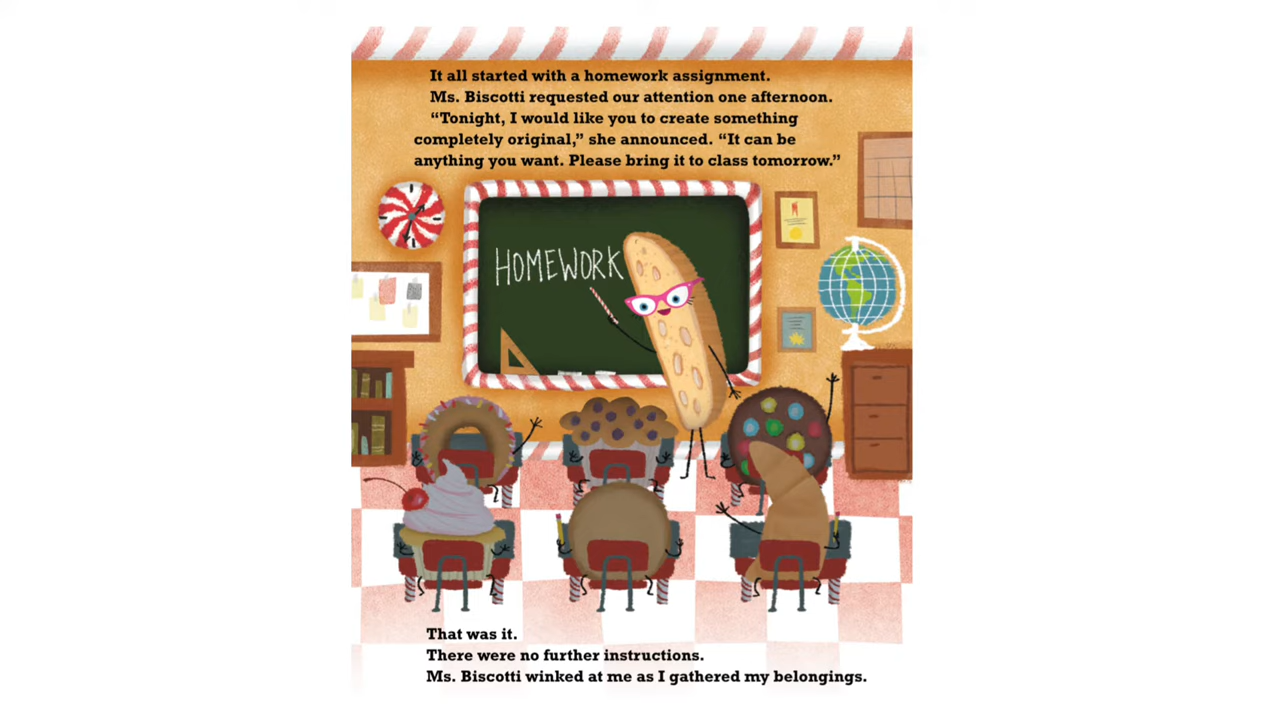 It all started with a homework assignment.
Ms. Biscotti requested our attention one afternoon.
“Tonight, I would like you to create something
completely original,” she announced. “It can be
anything you want. Please bring it to class tomorrow.”
HOMEWORK
That was it.
There were no further instructions.
Ms. Biscotti winked at me as I gathered my belongings.